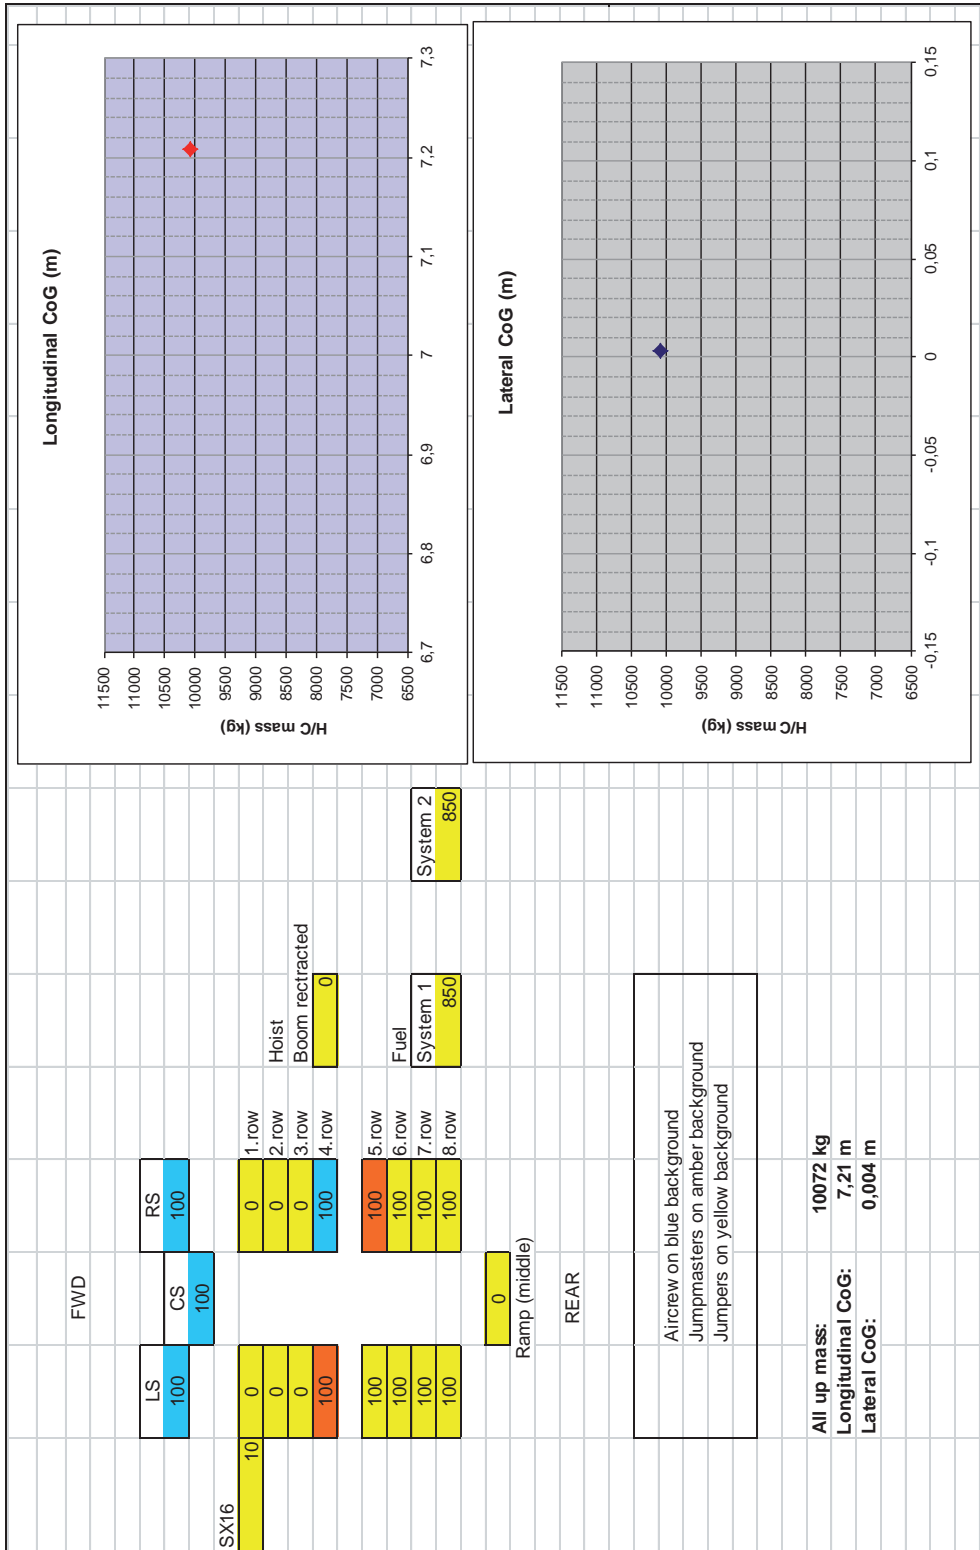 FWD
LS RS
100 CS 100
100
SX16
10 0 0 1.row
0 0 2.row Hoist
0 0 3.row Boom rectracted
100 100 4.row 0
100 100 5.row
100 100 6.row Fuel
100 100 7.row System 1 System 2
100 100 8.row 850 850
0
Ramp (middle)
REAR
Aircrew on blue background
Jumpmasters on amber background
Jumpers on yellow background
All up mass: 10072 kg
Longitudinal CoG: 7,21 m
Lateral CoG: 0,004 m
Longitudinal CoG (m)
H/C mass (kg)
11500
11000
10500
10000
9500
9000
8500
8000
7500
7000
6500
6,7 6,8 6,9 7 7,1 7,2 7,3
Lateral CoG (m)
H/C mass (kg)
11500
11000
10500
10000
9500
9000
8500
8000
7500
7000
6500
-0,15 -0,1 -0,05 0 0,05 0,1 0,15